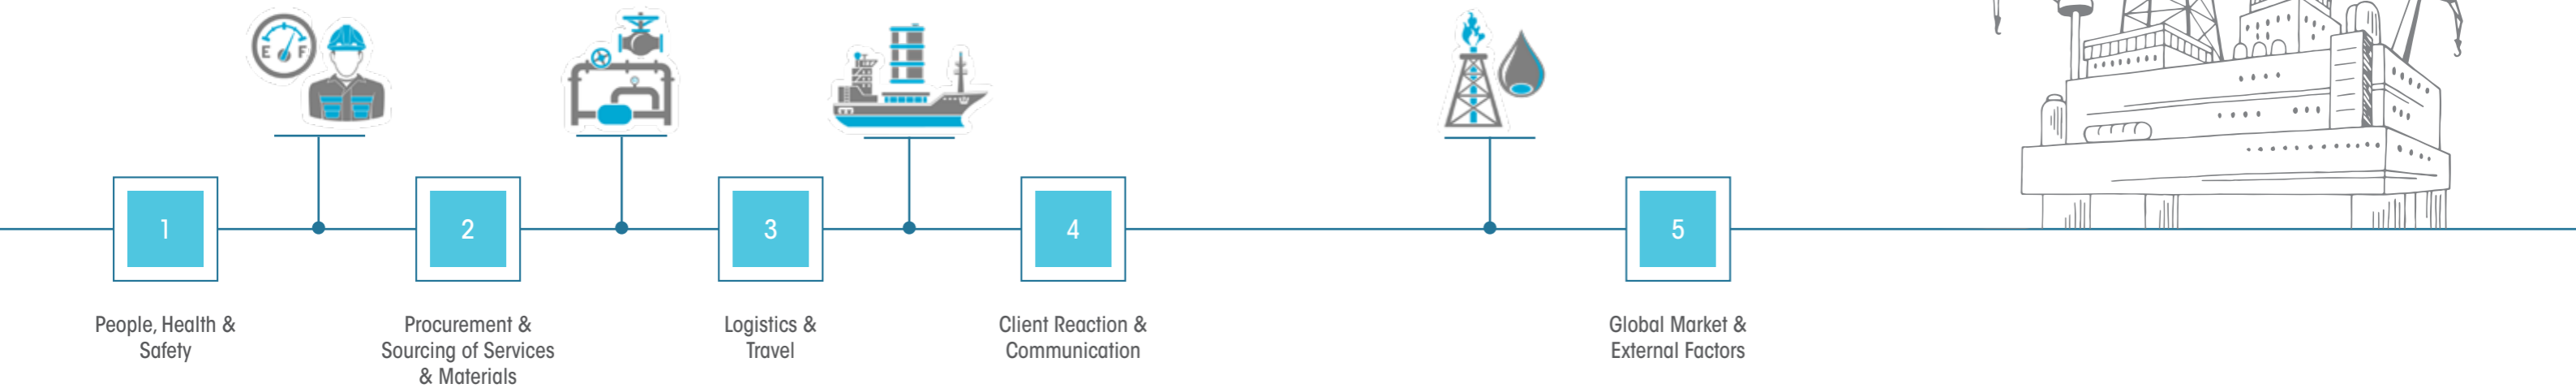 E F
1
2
3
4
5
People, Health &
Safety
Procurement &
Sourcing of Services
& Materials
Logistics &
Travel
Client Reaction &
Communication
Global Market &
External Factors